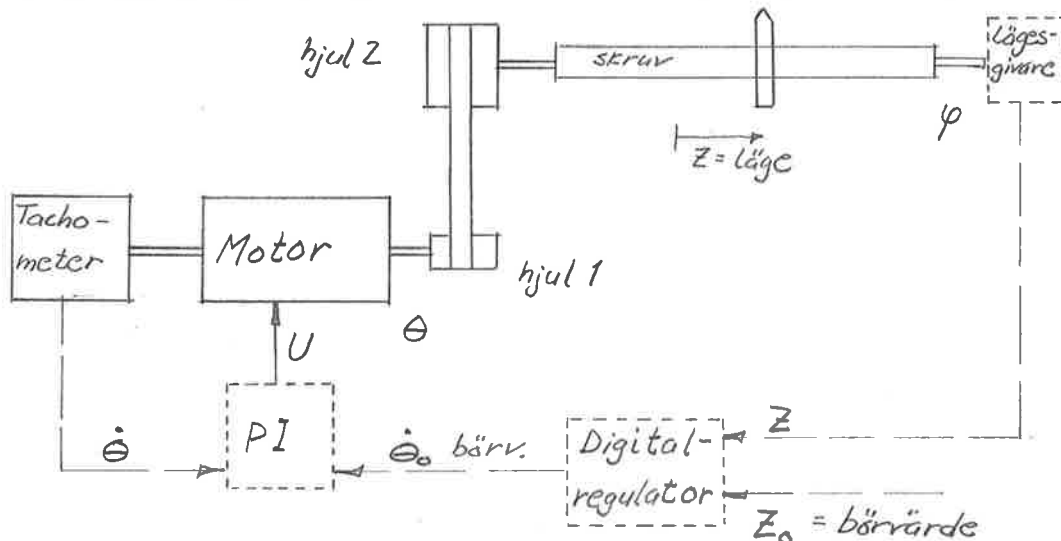 hjul 2
skruv
Läges-
givare
φ
Z = läge
Tacho-
meter
Motor
hjul 1
θ
U
PI
θ̇
θ̇₀ börv.
Digital-
regulator
Z
Z₀ = börvärde